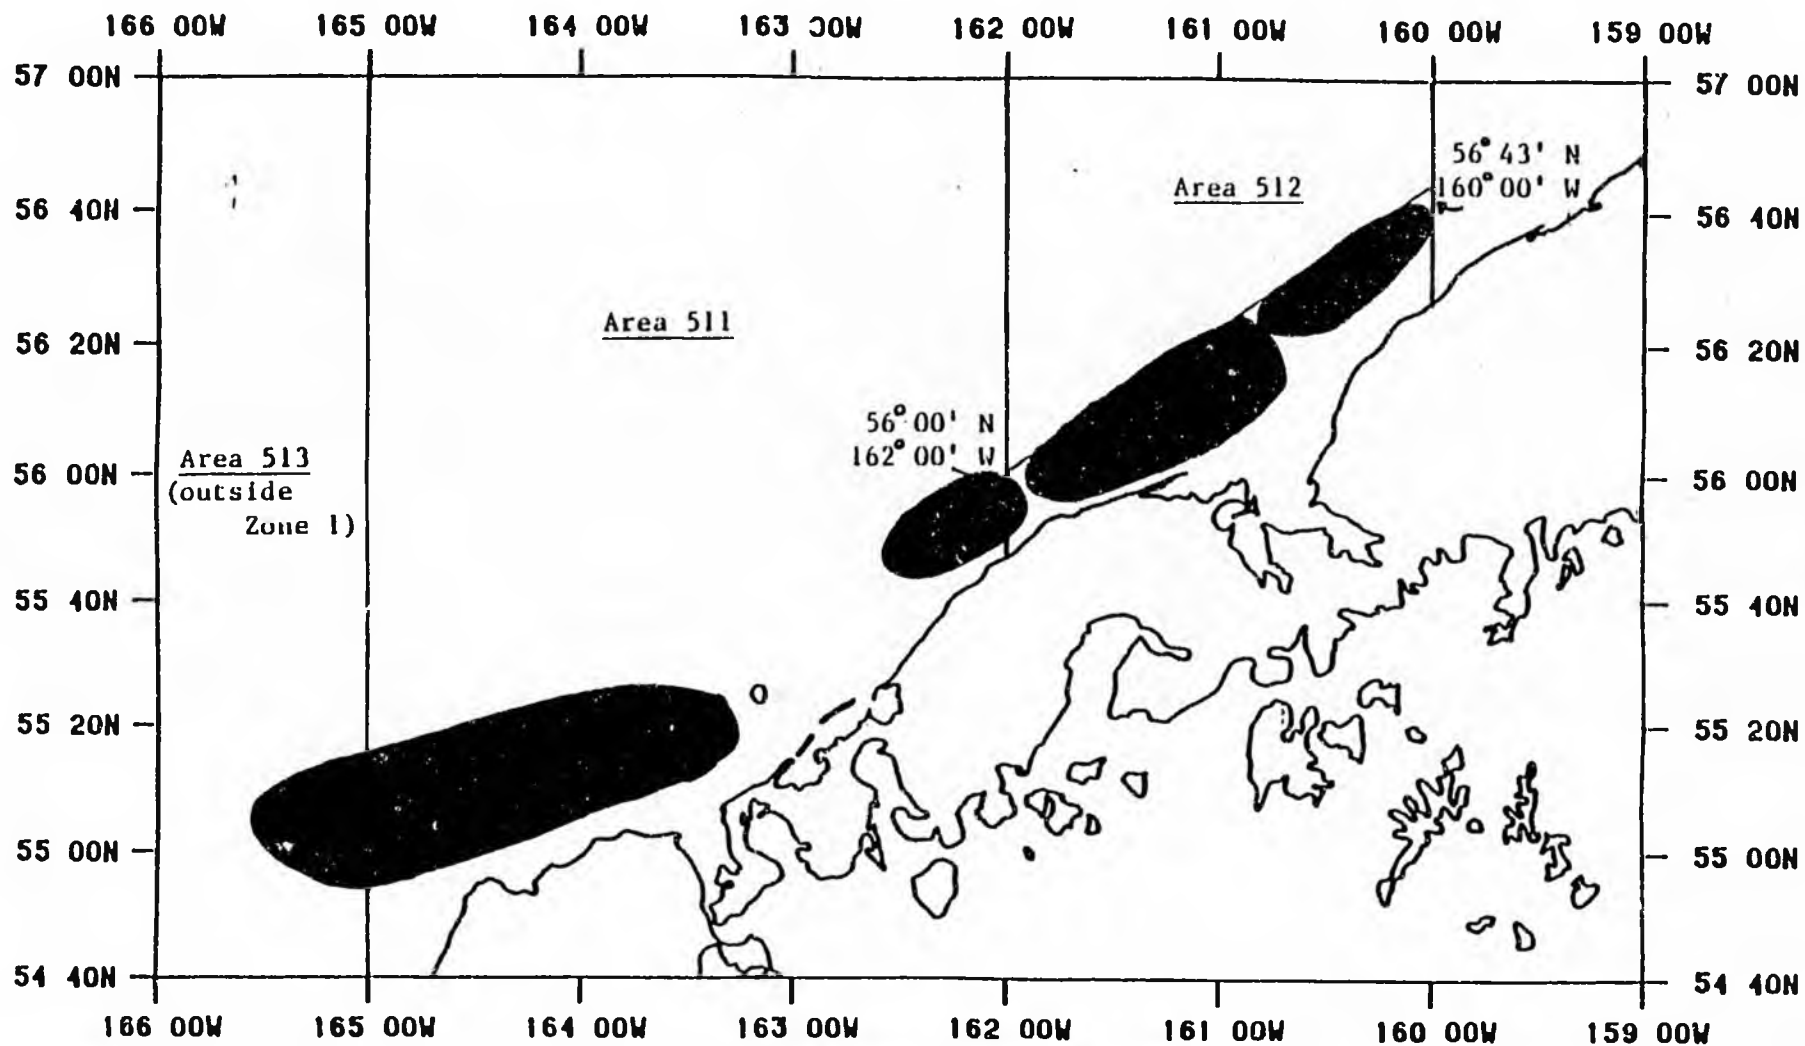 166 00W 165 00W 164 00W 163 00W 162 00W 161 00W 160 00W 159 00W
57 00N 57 00N
56° 43' N
Area 512 160° 00' W
56 40N 56 40N
Area 511
56 20N 56 20N
56° 00' N
162° 00' W
Area 513
56 00N 56 00N
(outside
Zone 1)
55 40N 55 40N
55 20N 55 20N
55 00N 55 00N
54 40N 54 40N
166 00W 165 00W 164 00W 163 00W 162 00W 161 00W 160 00W 159 00W